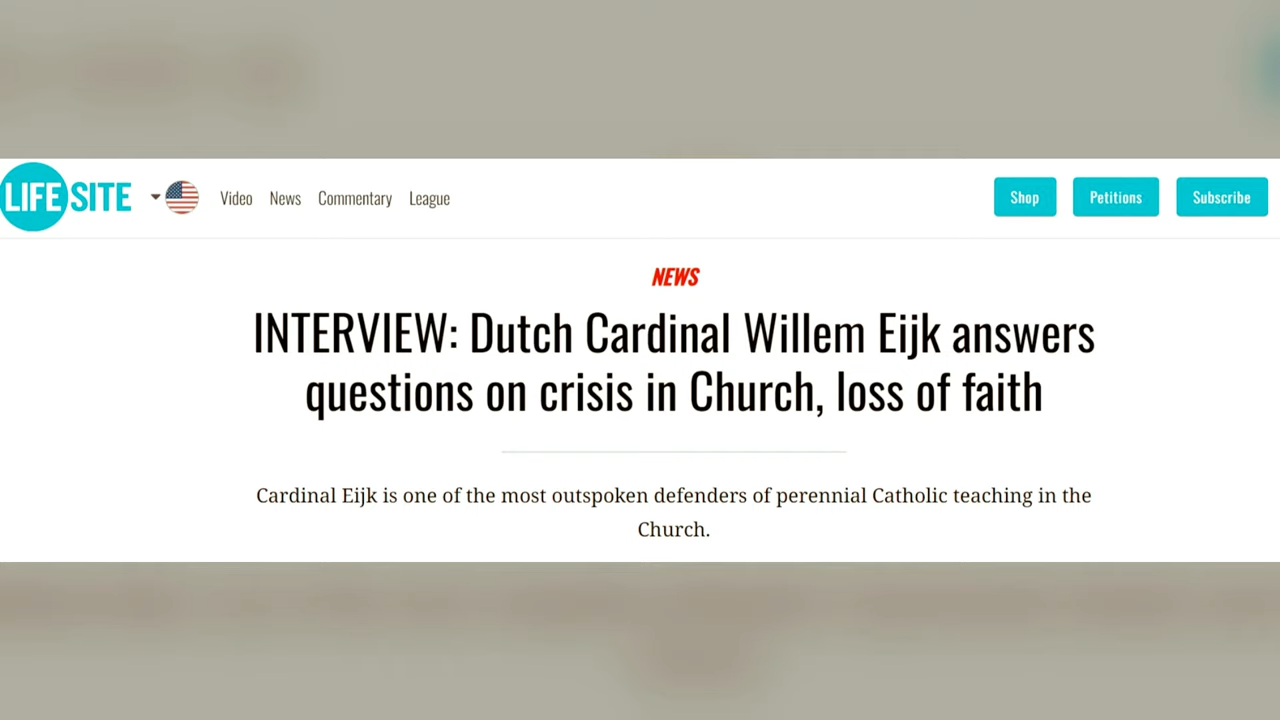 LIFE SITE Video News Commentary League Shop Petitions Subscribe
NEWS
INTERVIEW: Dutch Cardinal Willem Eijk answers
questions on crisis in Church, loss of faith
Cardinal Eijk is one of the most outspoken defenders of perennial Catholic teaching in the
Church.